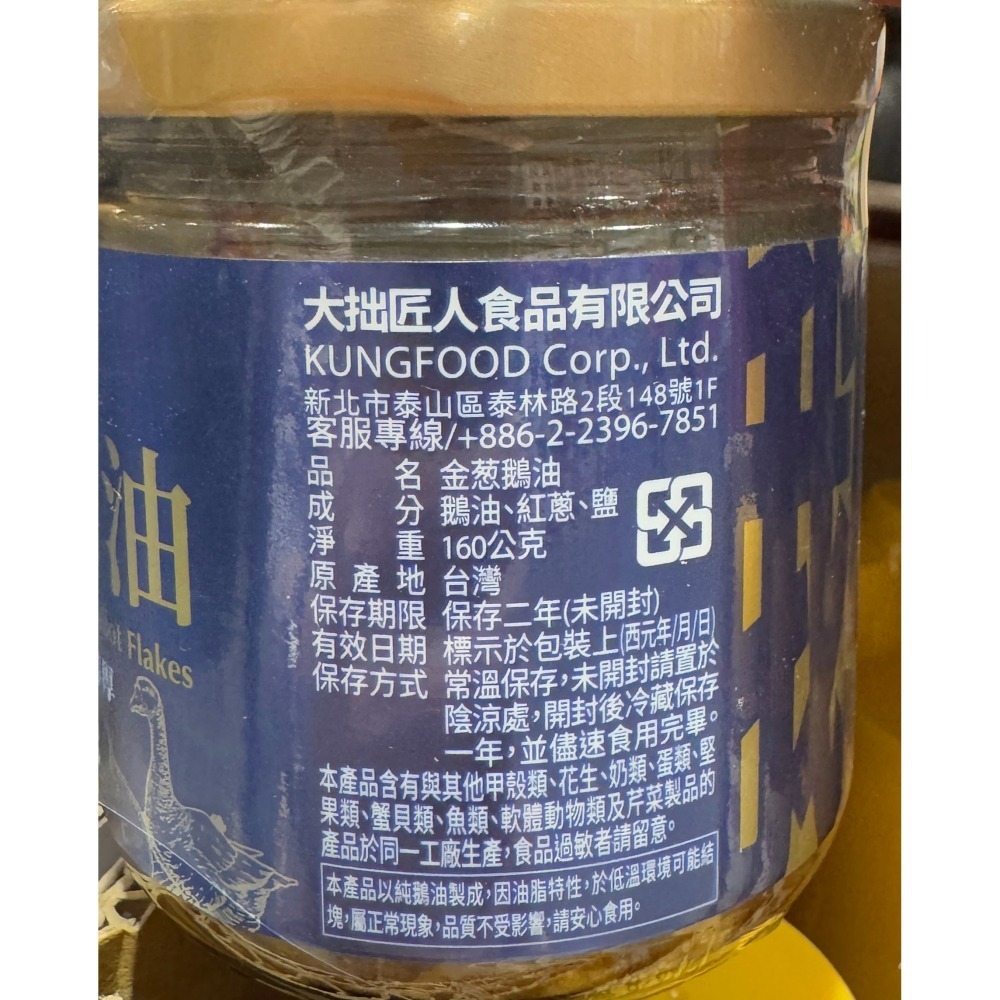 大拙匠人食品有限公司
KUNGFOOD Corp., Ltd.
新北市泰山區泰林路2段148號1F
客服專線/+886-2-2396-7851
品名 金葱鵝油
成分 鵝油、紅蔥、鹽
淨重 160公克
原產地 台灣
保存期限 保存二年(未開封)
有效日期 標示於包裝上(西元年/月/日)
保存方式 常溫保存,未開封請置於
陰涼處,開封後冷藏保存
一年,並儘速食用完畢。
本產品含有與其他甲殼類、花生、奶類、蛋類、堅
果類、蟹貝類、魚類、軟體動物類及芹菜製品的
產品於同一工廠生產,食品過敏者請留意。
本產品以純鵝油製成,因油脂特性,於低溫環境可能結
塊,屬正常現象,品質不受影響,請安心食用。
油
Flakes